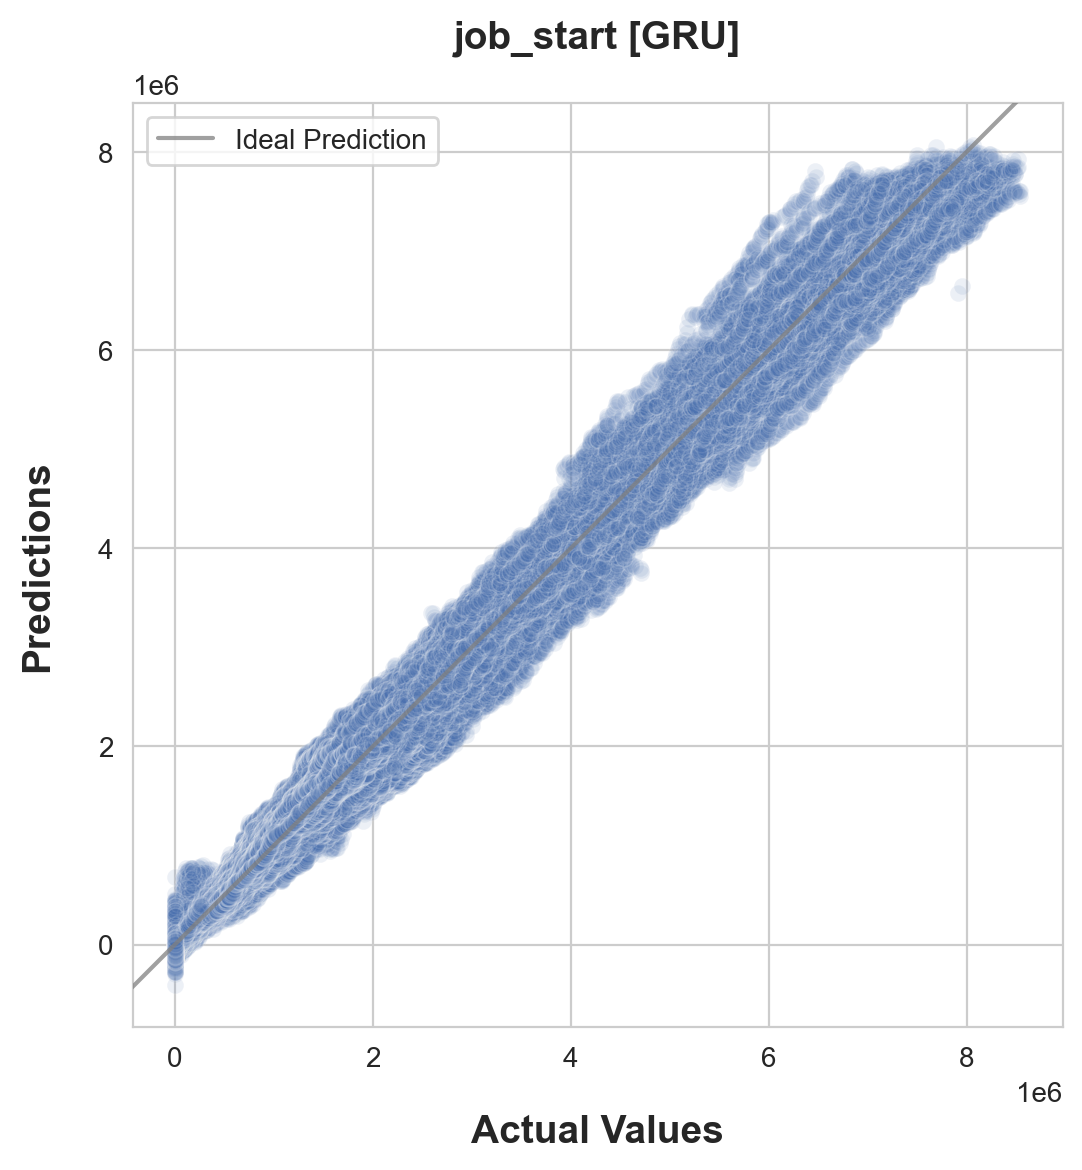 job_start [GRU]
1e6
Ideal Prediction
8
6
4
2
0
Predictions
0 2 4 6 8
1e6
Actual Values